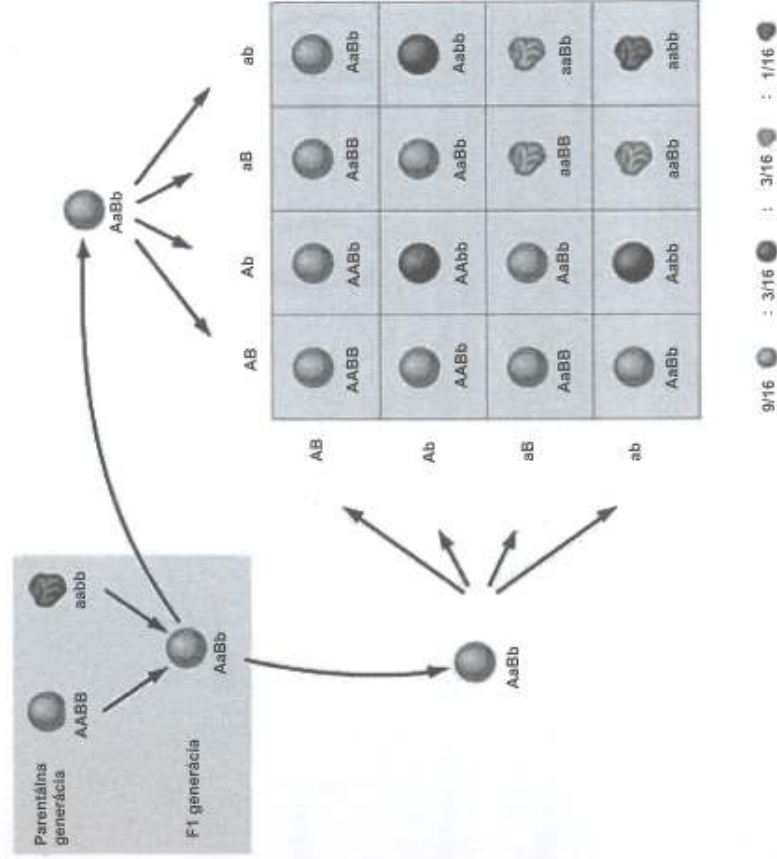 Parentálna
generácia
AABB aabb
AaBb
F1 generácia
AaBb
AB Ab aB ab
AB
AABB AABb AaBB AaBb
Ab
AABb AAbb AaBb Aabb
AaBb
aB
AaBB AaBb aaBB aaBb
ab
AaBb Aabb aaBb aabb
9/16 : 3/16 : 3/16 : 1/16